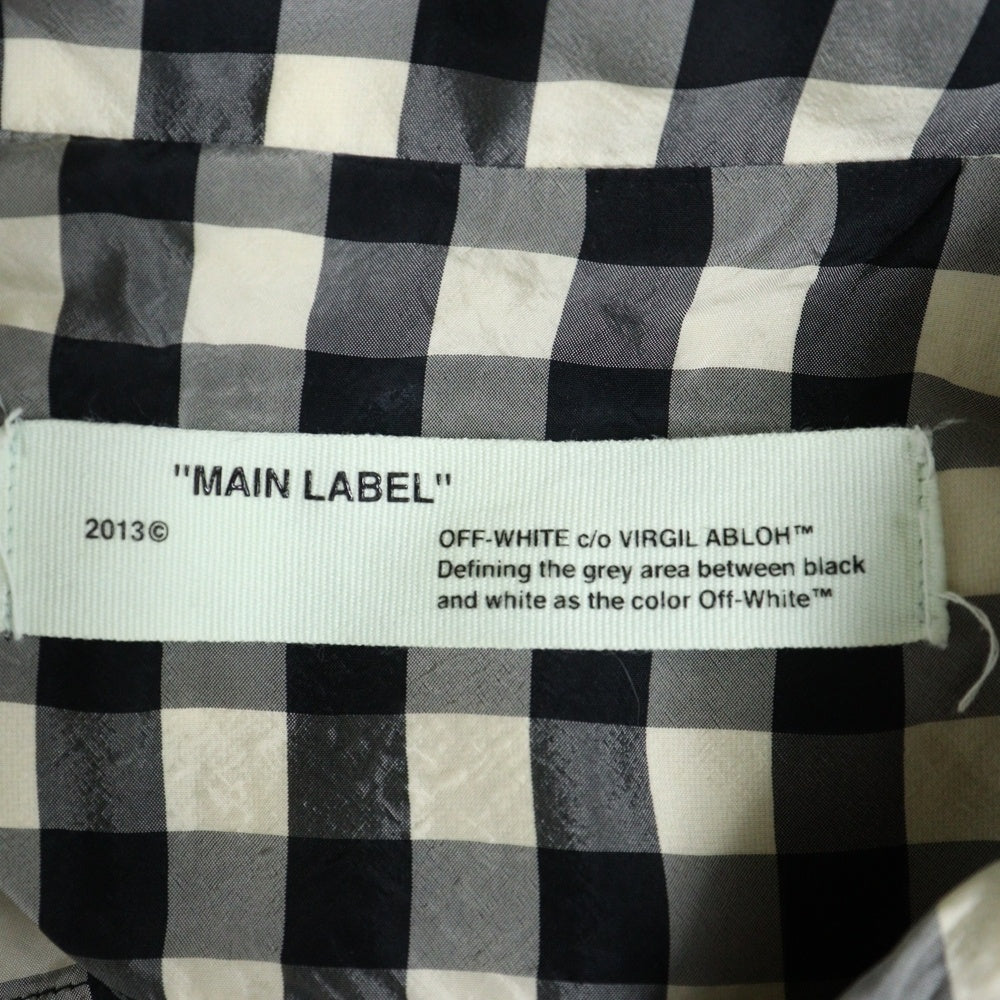 "MAIN LABEL"
2013©
OFF-WHITE c/o VIRGIL ABLOH™
Defining the grey area between black
and white as the color Off-White™